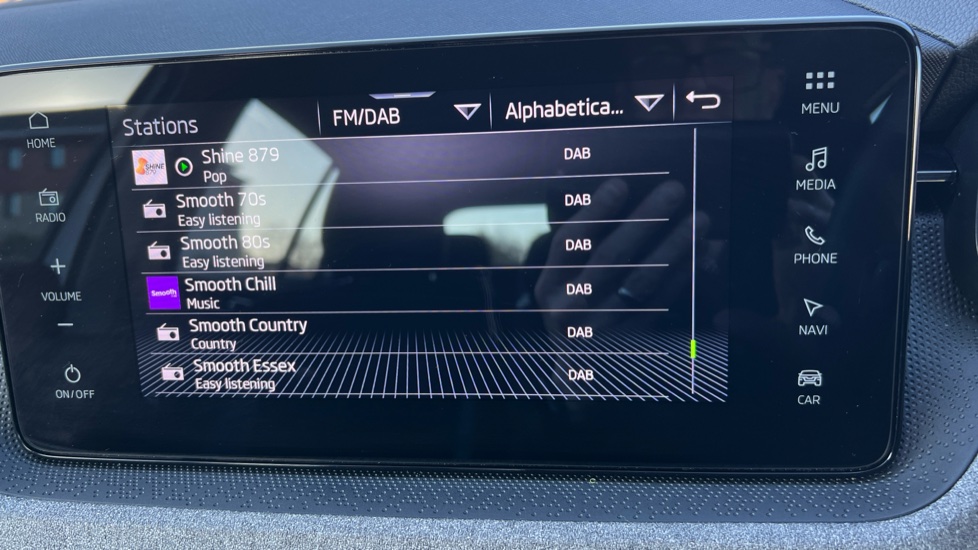 Stations
FM/DAB
Alphabetica...
HOME
RADIO
VOLUME
ON/OFF
SHINE
Shine 879
Pop
DAB
Smooth 70s
Easy listening
DAB
Smooth 80s
Easy listening
DAB
Smooth
Smooth Chill
Music
DAB
Smooth Country
Country
DAB
Smooth Essex
Easy listening
DAB
MENU
MEDIA
PHONE
NAVI
CAR